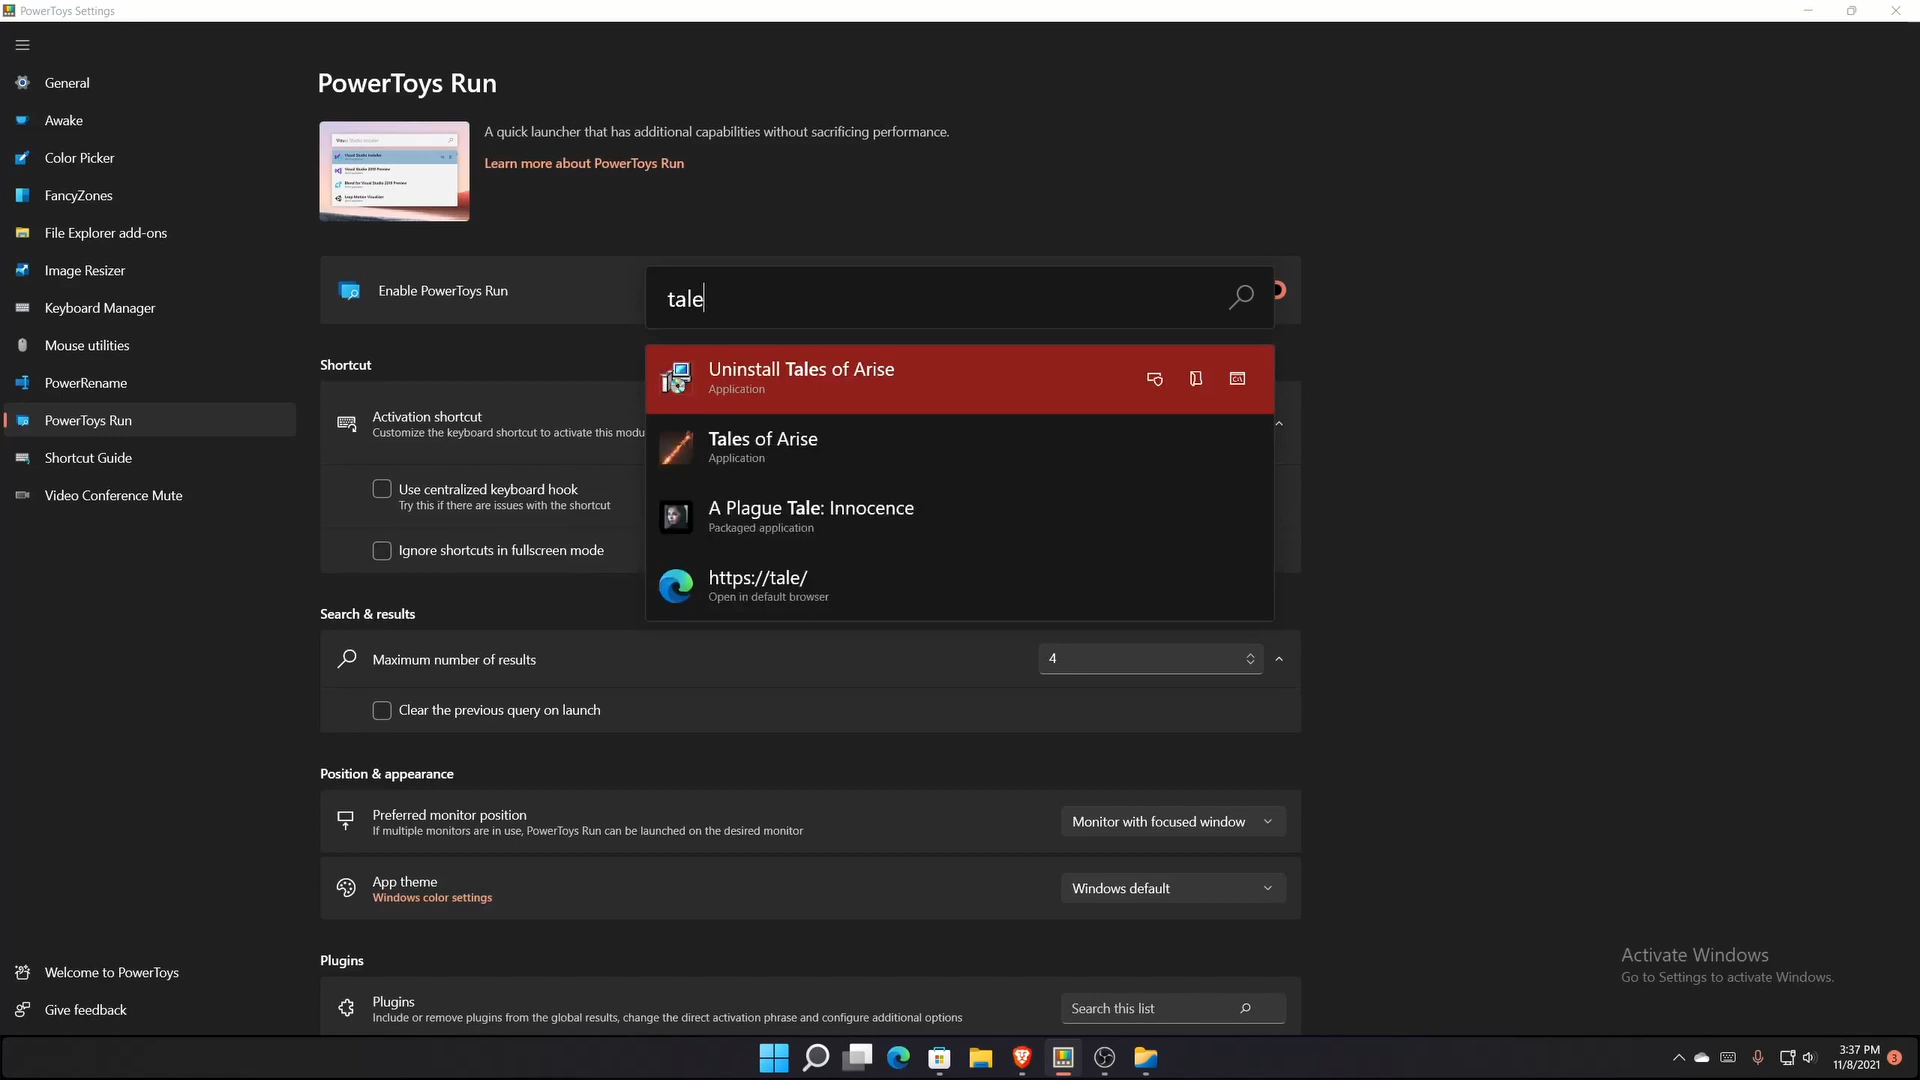 PowerToys Settings
General
Awake
Color Picker
FancyZones
File Explorer add-ons
Image Resizer
Keyboard Manager
Mouse utilities
PowerRename
PowerToys Run
Shortcut Guide
Video Conference Mute
Welcome to PowerToys
Give feedback
PowerToys Run
A quick launcher that has additional capabilities without sacrificing performance.
Learn more about PowerToys Run
Enable PowerToys Run
tale
Uninstall Tales of Arise
Application
Tales of Arise
Application
A Plague Tale: Innocence
Packaged application
https://tale/
Open in default browser
Shortcut
Activation shortcut
Customize the keyboard shortcut to activate this modu
Use centralized keyboard hook
Try this if there are issues with the shortcut
Ignore shortcuts in fullscreen mode
Search & results
Maximum number of results
4
Clear the previous query on launch
Position & appearance
Preferred monitor position
If multiple monitors are in use, PowerToys Run can be launched on the desired monitor
Monitor with focused window
App theme
Windows color settings
Windows default
Plugins
Plugins
Include or remove plugins from the global results, change the direct activation phrase and configure additional options
Search this list
Activate Windows
Go to Settings to activate Windows.
3:37 PM
11/8/2021
3